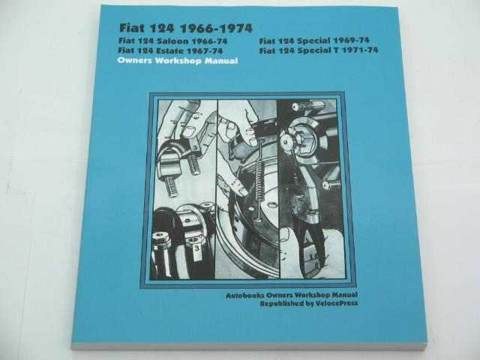 Fiat 124 1966-1974
Fiat 124 Saloon 1966-74
Fiat 124 Estate 1967-74
Fiat 124 Special 1969-74
Fiat 124 Special T 1971-74
Owners Workshop Manual
3
Autobooks Owners Workshop Manual
Republished by VelocePress